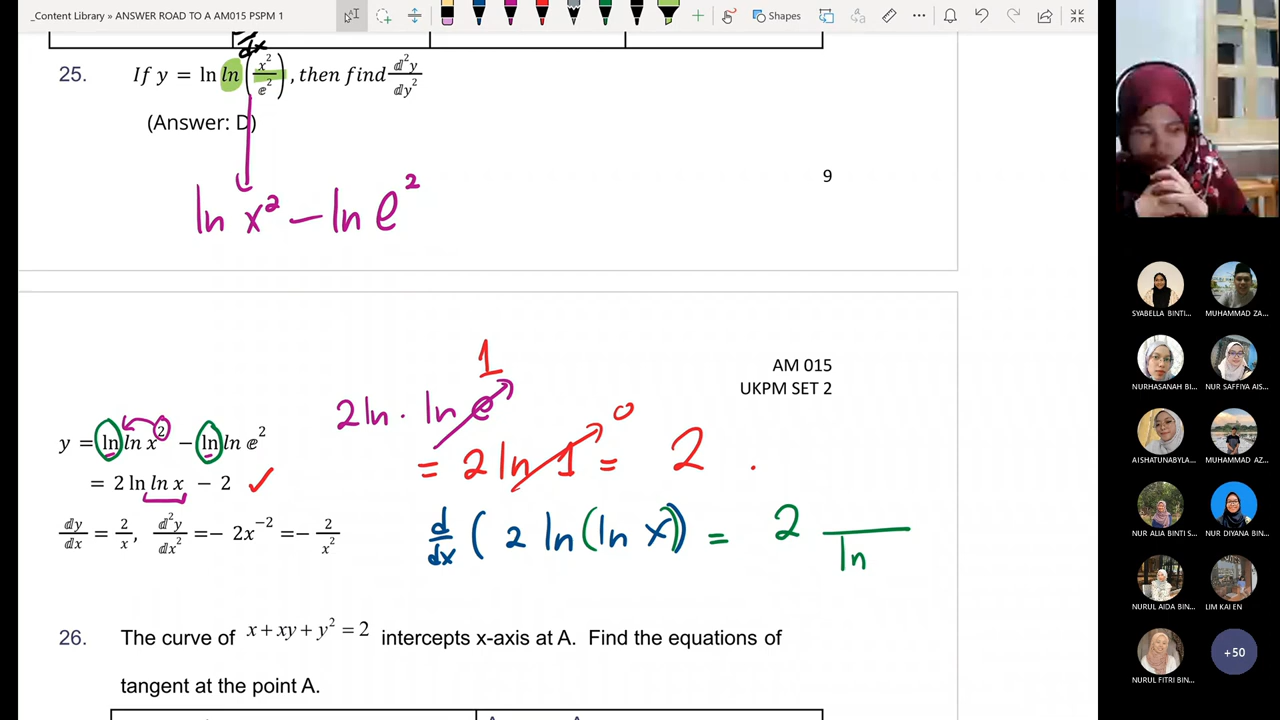 _Content Library » ANSWER ROAD TO A AM015 PSPM 1
Shapes
dx
25. If y = ln ln (x²/e²), then find d²y/dy²
(Answer: D)
ln x² – ln e²
9
AM 015
UKPM SET 2
1
2 ln · ln e
0
y = ln ln x² − ln ln e²
= 2 ln 1 = 2 .
= 2 ln ln x − 2
dy/dx = 2/x, d²y/dx² = − 2x⁻² = − 2/x²
d/dx ( 2 ln (ln x)) = 2 /ln
26. The curve of x + xy + y² = 2 intercepts x-axis at A. Find the equations of
tangent at the point A.
SYABELLA BINTI...
MUHAMMAD ZA...
NURHASANAH BI...
NUR SAFFIYA AIS...
AISHATUNABYLA...
MUHAMMAD AZ...
NUR ALIA BINTI S...
NUR DIYANA BIN...
NURUL AIDA BIN...
LIM KAI EN
NURUL FITRI BIN...
+50